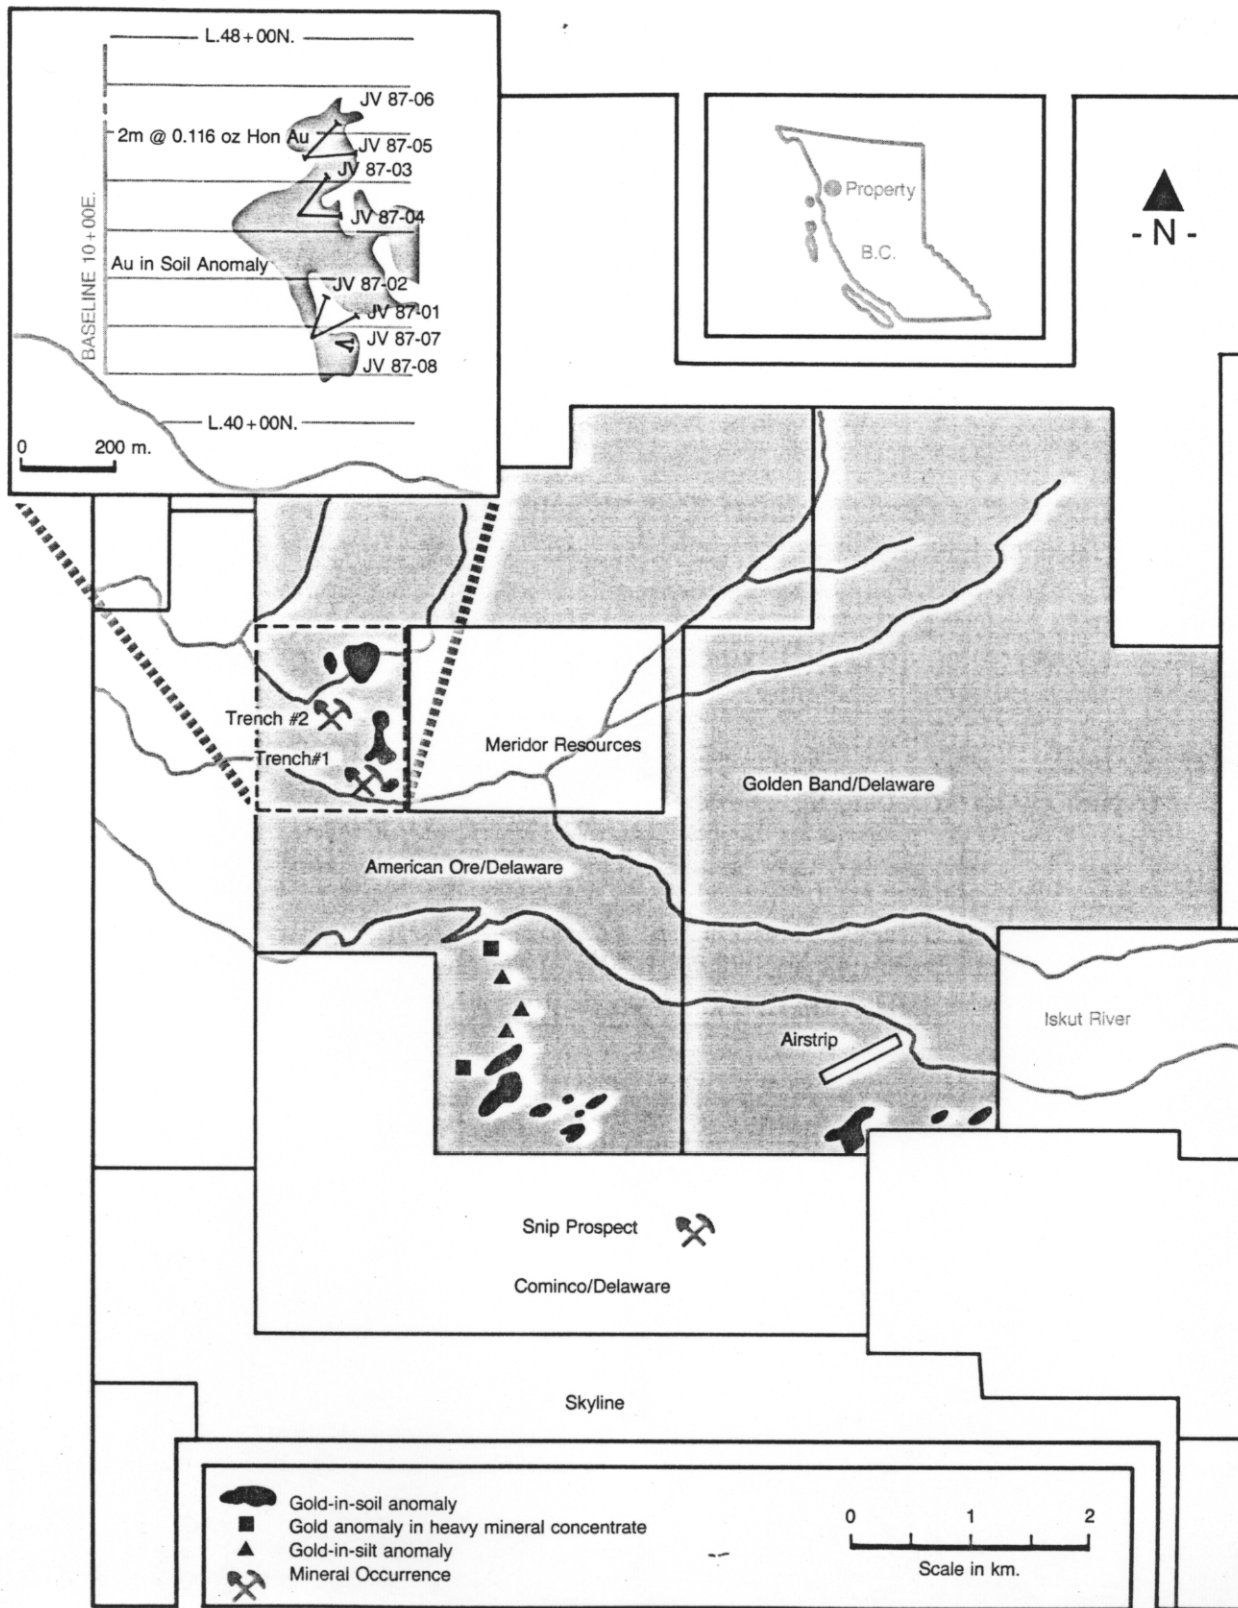 L.48+00N.
JV 87-06
2m @ 0.116 oz Hon Au
JV 87-05
JV 87-03
JV 87-04
Au in Soil Anomaly
JV 87-02
JV 87-01
JV 87-07
JV 87-08
BASELINE 10+00E.
L.40+00N.
0 200 m.
Property
B.C.
- N -
Trench #2
Trench#1
Meridor Resources
Golden Band/Delaware
American Ore/Delaware
Iskut River
Airstrip
Snip Prospect
Cominco/Delaware
Skyline
Gold-in-soil anomaly
Gold anomaly in heavy mineral concentrate
Gold-in-silt anomaly
Mineral Occurrence
0 1 2
Scale in km.